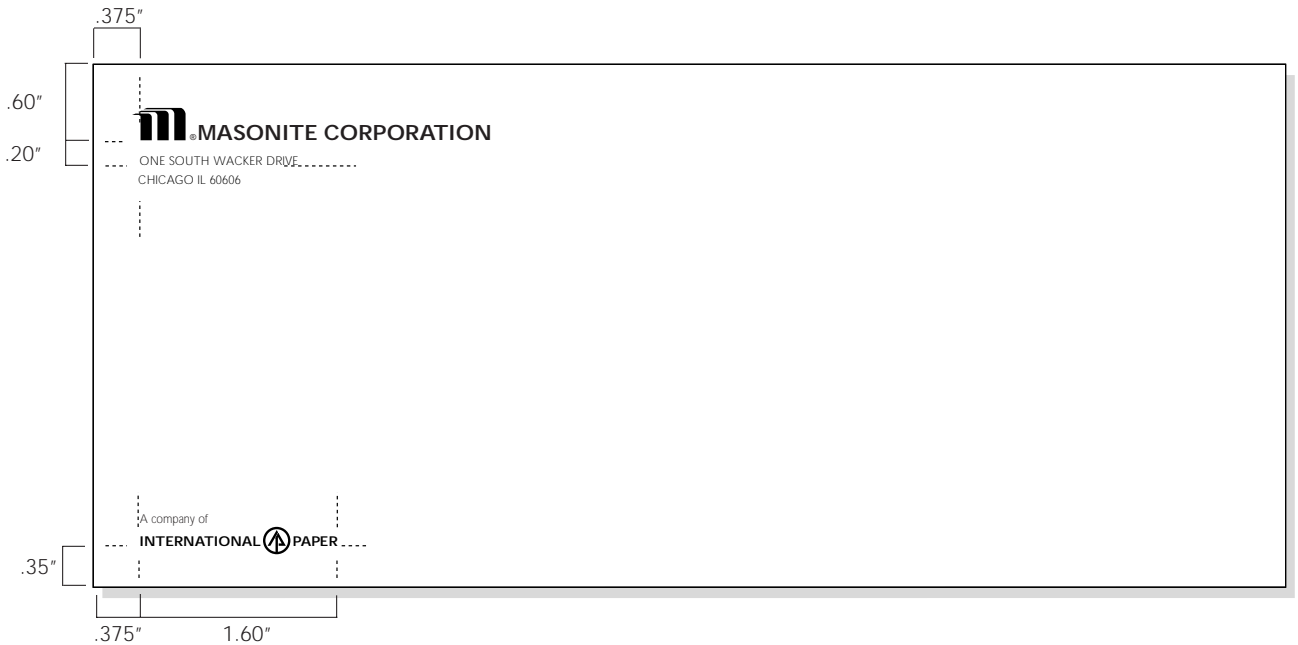 .375"
.60"
m® MASONITE CORPORATION
.20"
ONE SOUTH WACKER DRIVE
CHICAGO IL 60606
A company of
INTERNATIONAL PAPER
.35"
.375" 1.60"